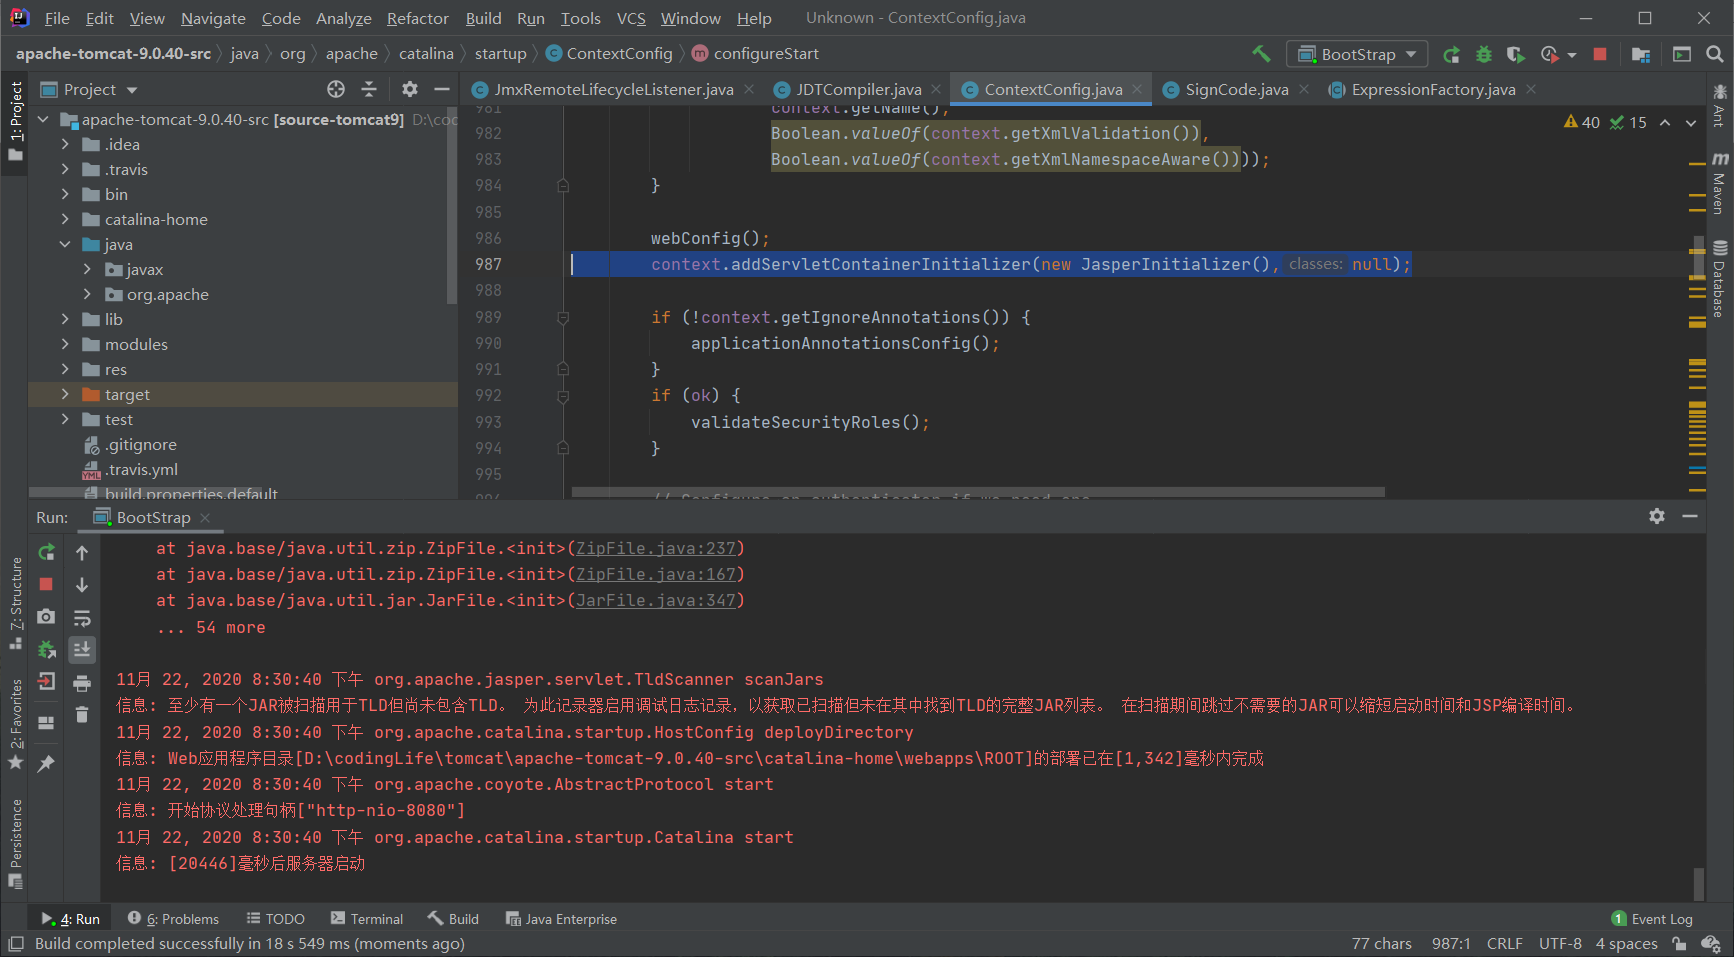 File Edit View Navigate Code Analyze Refactor Build Run Tools VCS Window Help Unknown - ContextConfig.java
apache-tomcat-9.0.40-src java org apache catalina startup ContextConfig configureStart BootStrap
Project JmxRemoteLifecycleListener.java JDTCompiler.java ContextConfig.java SignCode.java ExpressionFactory.java
1: Project
apache-tomcat-9.0.40-src [source-tomcat9] D:\coc
.idea
.travis
bin
catalina-home
java
javax
org.apache
lib
modules
res
target
test
.gitignore
.travis.yml
build.properties.default
40 15
981 context.getName(),
982 Boolean.valueOf(context.getXmlValidation()),
983 Boolean.valueOf(context.getXmlNamespaceAware())));
984 }
985
986 webConfig();
987 context.addServletContainerInitializer(new JasperInitializer(), classes: null);
988
989 if (!context.getIgnoreAnnotations()) {
990 applicationAnnotationsConfig();
991 }
992 if (ok) {
993 validateSecurityRoles();
994 }
995
996 // Configure an authenticator if we need one
Ant
Maven
Database
Run: BootStrap
7: Structure
2: Favorites
Persistence
at java.base/java.util.zip.ZipFile.<init>(ZipFile.java:237)
at java.base/java.util.zip.ZipFile.<init>(ZipFile.java:167)
at java.base/java.util.jar.JarFile.<init>(JarFile.java:347)
... 54 more
11月 22, 2020 8:30:40 下午 org.apache.jasper.servlet.TldScanner scanJars
信息: 至少有一个JAR被扫描用于TLD但尚未包含TLD。 为此记录器启用调试日志记录，以获取已扫描但未在其中找到TLD的完整JAR列表。 在扫描期间跳过不需要的JAR可以缩短启动时间和JSP编译时间。
11月 22, 2020 8:30:40 下午 org.apache.catalina.startup.HostConfig deployDirectory
信息: Web应用程序目录[D:\codingLife\tomcat\apache-tomcat-9.0.40-src\catalina-home\webapps\ROOT]的部署已在[1,342]毫秒内完成
11月 22, 2020 8:30:40 下午 org.apache.coyote.AbstractProtocol start
信息: 开始协议处理句柄["http-nio-8080"]
11月 22, 2020 8:30:40 下午 org.apache.catalina.startup.Catalina start
信息: [20446]毫秒后服务器启动
4: Run 6: Problems TODO Terminal Build Java Enterprise 1 Event Log
Build completed successfully in 18 s 549 ms (moments ago) 77 chars 987:1 CRLF UTF-8 4 spaces